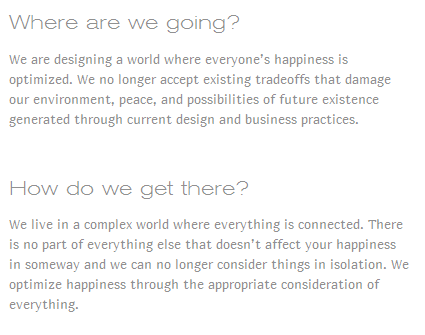 Where are we going?
We are designing a world where everyone's happiness is
optimized. We no longer accept existing tradeoffs that damage
our environment, peace, and possibilities of future existence
generated through current design and business practices.
How do we get there?
We live in a complex world where everything is connected. There
is no part of everything else that doesn't affect your happiness
in someway and we can no longer consider things in isolation. We
optimize happiness through the appropriate consideration of
everything.